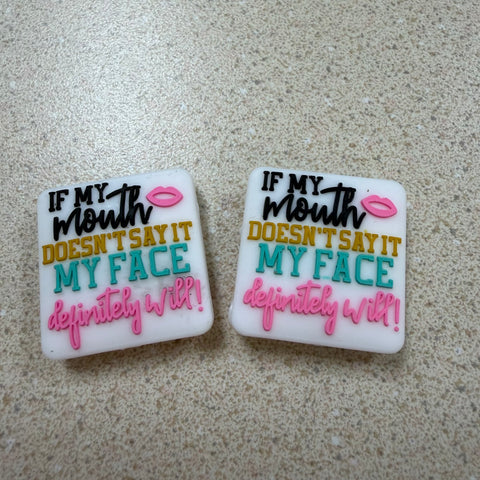 IF MY
mouth
DOESN'T SAY IT
MY FACE
definitely will!
IF MY
mouth
DOESN'T SAY IT
MY FACE
definitely will!